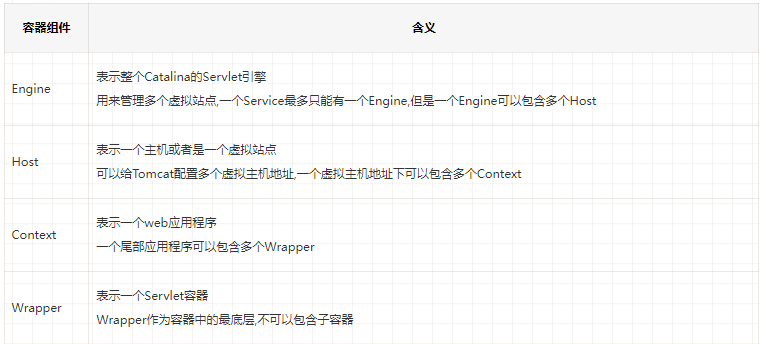 容器组件 含义
Engine
表示整个Catalina的Servlet引擎
用来管理多个虚拟站点,一个Service最多只能有一个Engine,但是一个Engine可以包含多个Host
Host
表示一个主机或者是一个虚拟站点
可以给Tomcat配置多个虚拟主机地址,一个虚拟主机地址下可以包含多个Context
Context
表示一个web应用程序
一个尾部应用程序可以包含多个Wrapper
Wrapper
表示一个Servlet容器
Wrapper作为容器中的最底层,不可以包含子容器